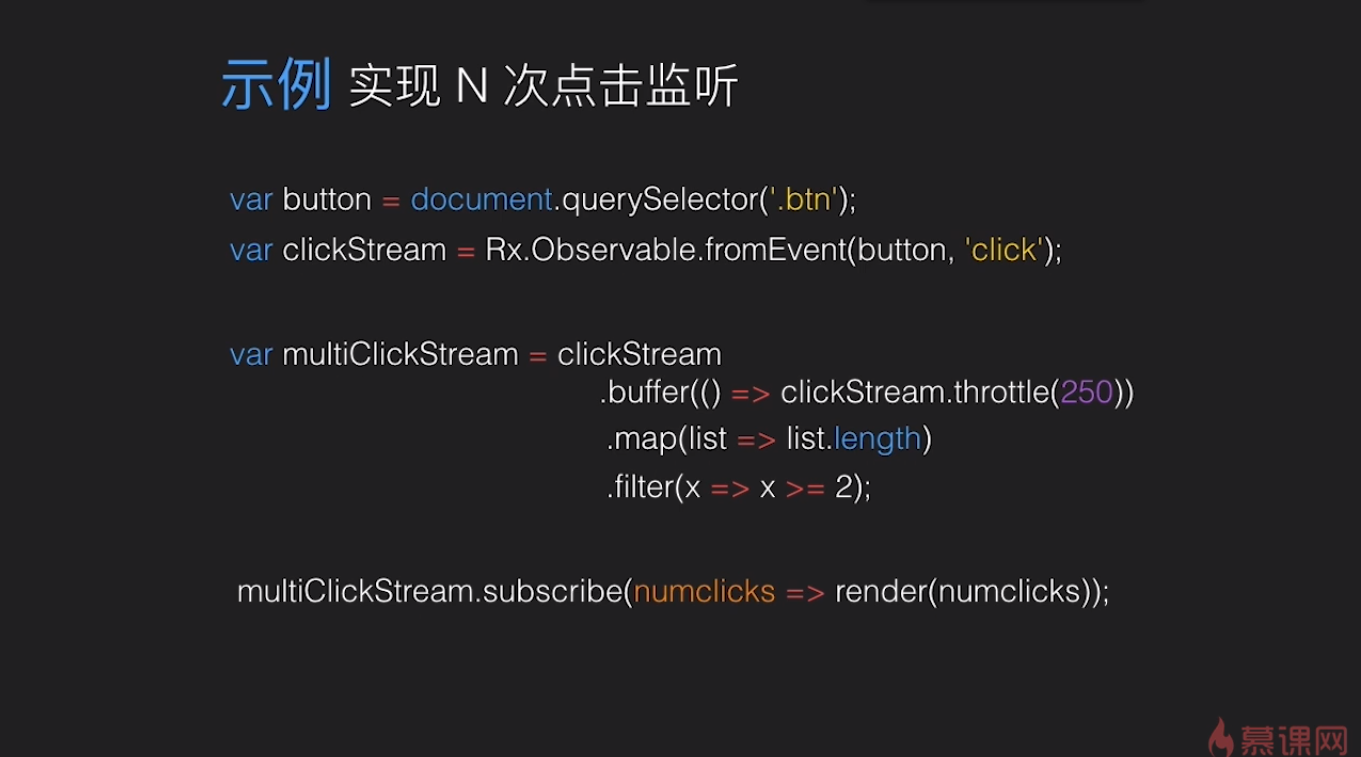 示例 实现 N 次点击监听
var button = document.querySelector('.btn');
var clickStream = Rx.Observable.fromEvent(button, 'click');
var multiClickStream = clickStream
.buffer(() => clickStream.throttle(250))
.map(list => list.length)
.filter(x => x >= 2);
multiClickStream.subscribe(numclicks => render(numclicks));
慕课网